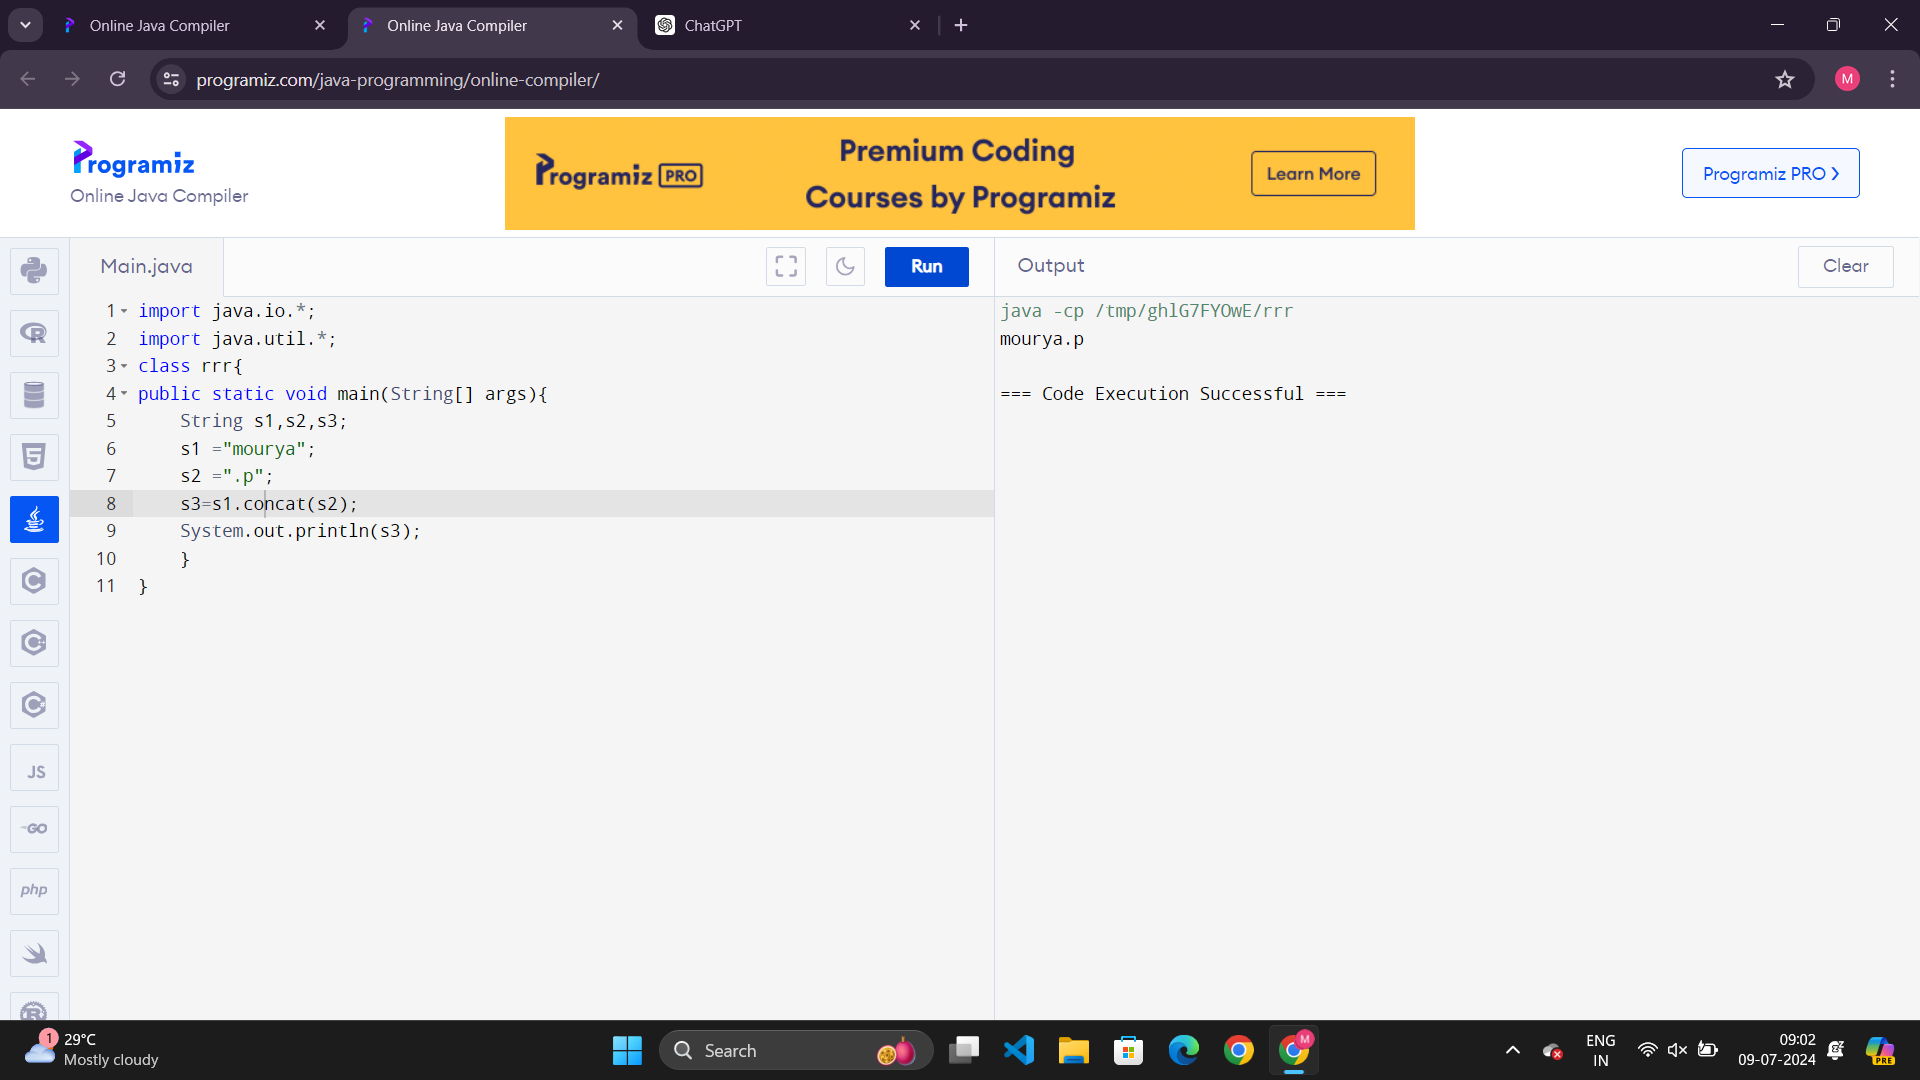 Online Java Compiler
Online Java Compiler
ChatGPT
programiz.com/java-programming/online-compiler/
M
Programiz
Online Java Compiler
Programiz PRO
Premium Coding
Courses by Programiz
Learn More
Programiz PRO
Main.java
Run
Output
Clear
1 import java.io.*;
2 import java.util.*;
3 class rrr{
4 public static void main(String[] args){
5 String s1,s2,s3;
6 s1 ="mourya";
7 s2 =".p";
8 s3=s1.concat(s2);
9 System.out.println(s3);
10 }
11 }
java -cp /tmp/ghlG7FYOwE/rrr
mourya.p
=== Code Execution Successful ===
R
5
C
C
C
JS
GO
php
R
1
29°C
Mostly cloudy
Search
M
ENG
IN
09:02
09-07-2024
PRE